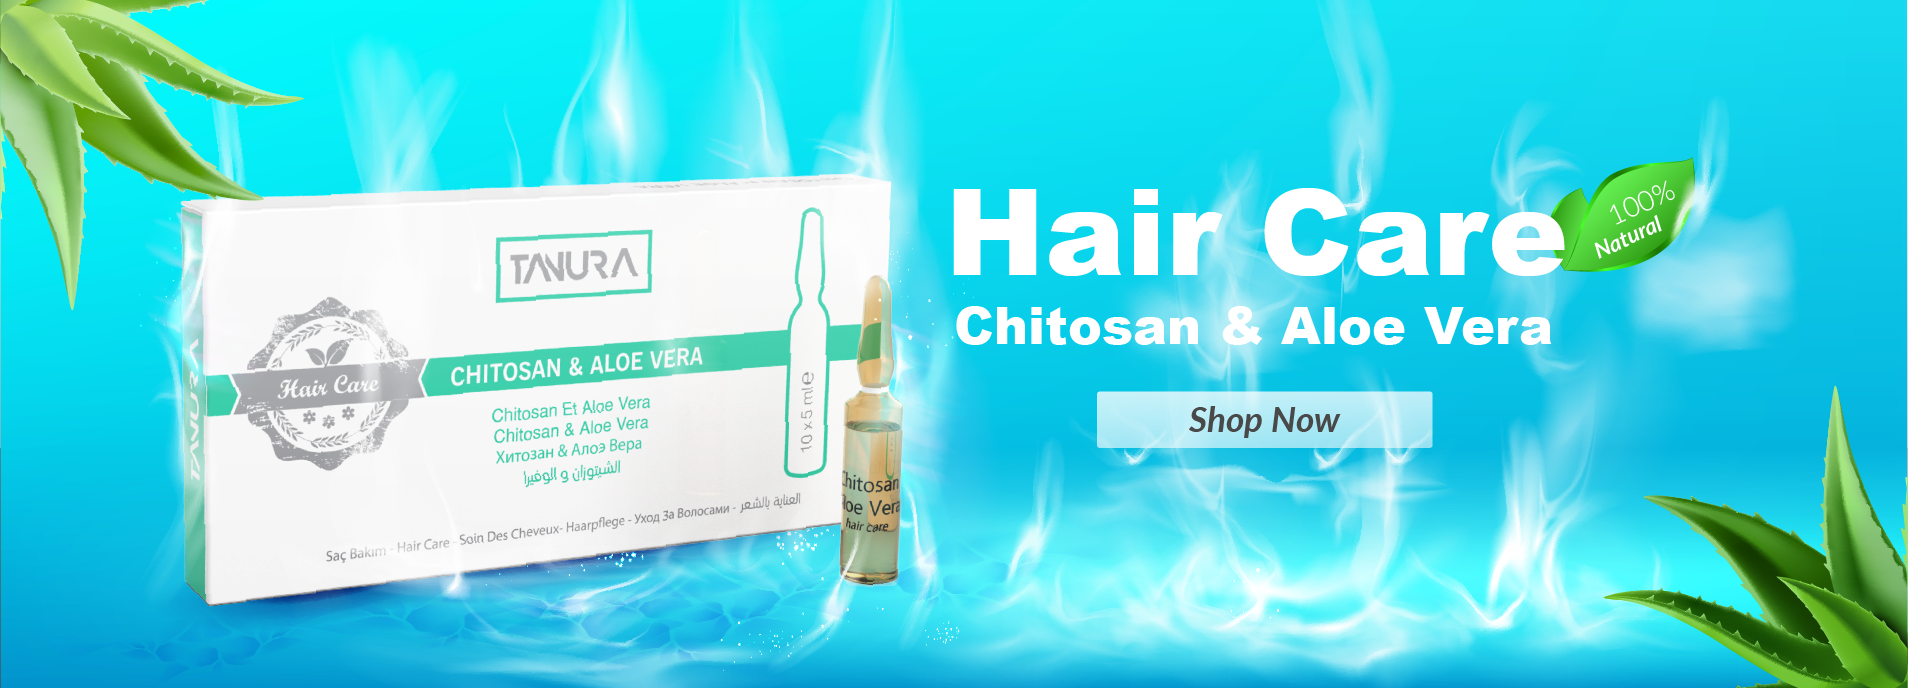 TANURA
CHITOSAN & ALOE VERA
Hair Care
Chitosan Et Aloe Vera
Chitosan & Aloe Vera
Хитозан & Алоэ Вера
الشيتوزان و الوفيرا
Saç Bakım - Hair Care - Soin Des Cheveux- Haarpflege - Уход За Волосами - العناية بالشعر
10 x 5 ml e
TANURA
Chitosan
Aloe Vera
hair care
Hair Care
100%
Natural
Chitosan & Aloe Vera
Shop Now